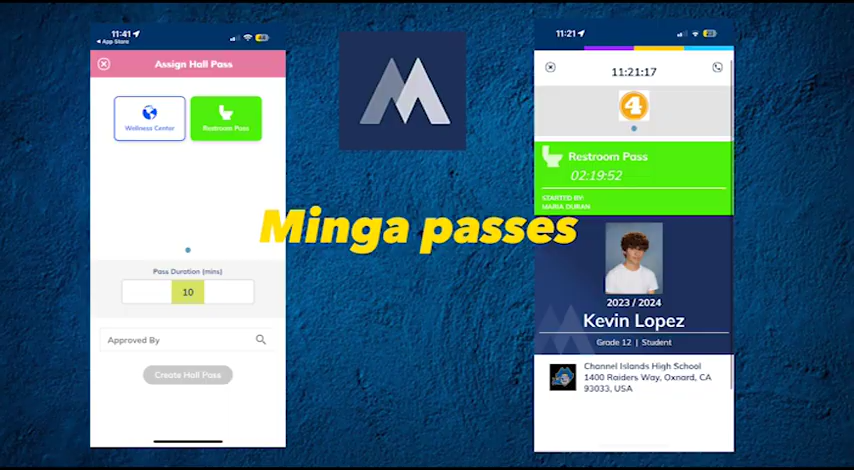 11:41
App Store
48
Assign Hall Pass
Wellness Center
Restroom Pass
Pass Duration (mins)
10
Approved By
Create Hall Pass
Minga passes
11:21
23
11:21:17
4
Restroom Pass
02:19:52
STARTED BY:
MARIA DURAN
2023 / 2024
Kevin Lopez
Grade 12 | Student
Channel Islands High School
1400 Raiders Way, Oxnard, CA
93033, USA